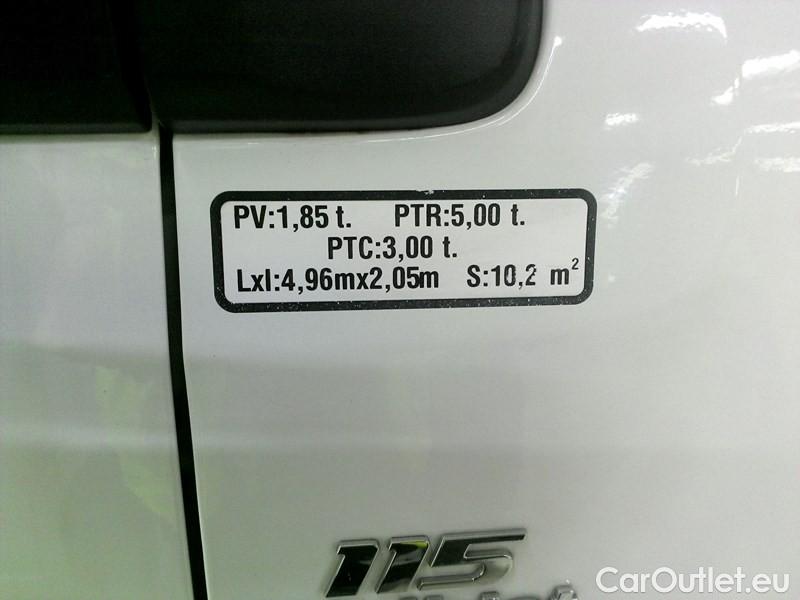 PV:1,85 t. PTR:5,00 t.
PTC:3,00 t.
Lxl:4,96mx2,05m S:10,2 m²
115
CarOutlet.eu